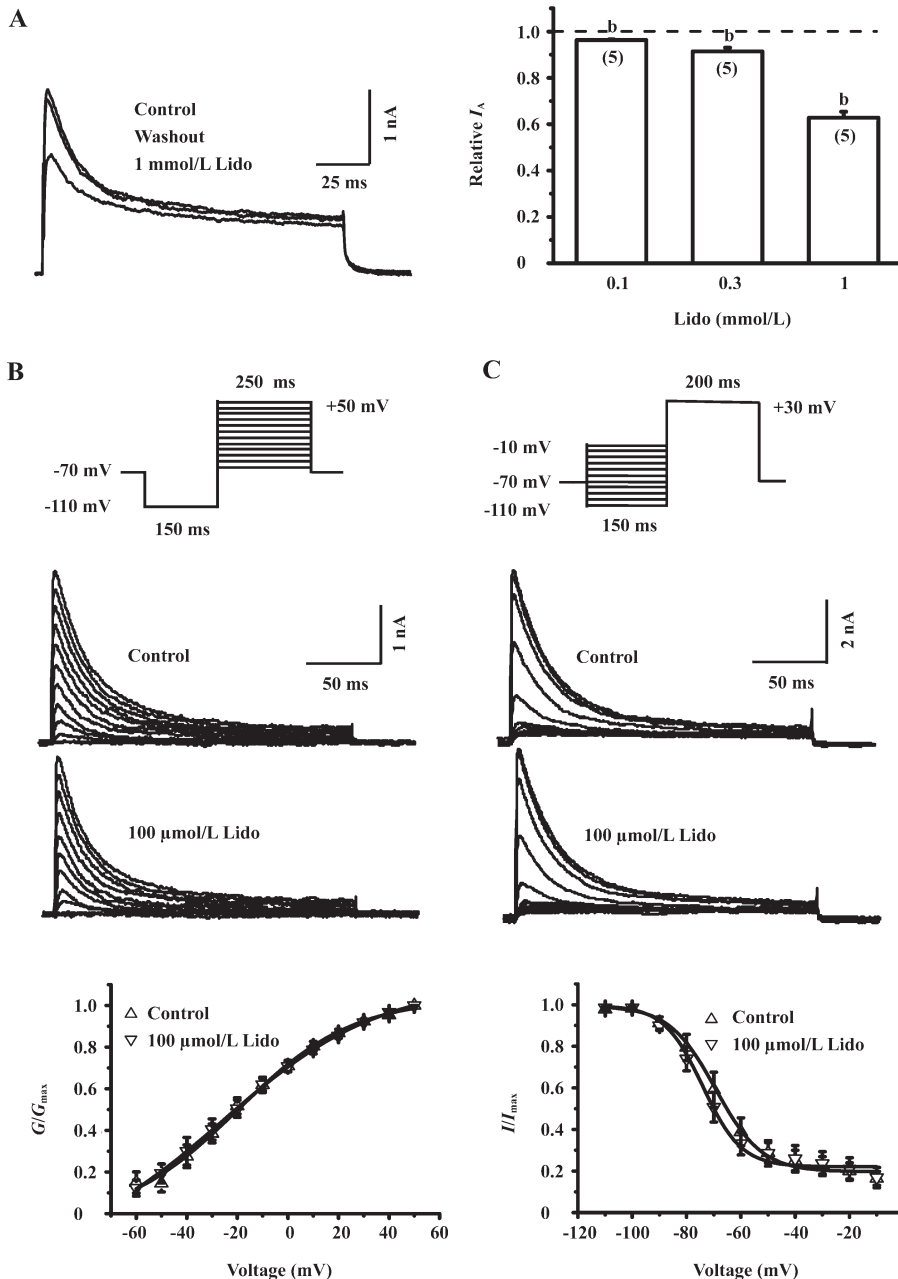 A
Control
Washout
1 mmol/L Lido
1 nA
25 ms
Relative IA
1.0
0.8
0.6
0.4
0.2
0
b
(5)
b
(5)
b
(5)
0.1 0.3 1
Lido (mmol/L)
B
250 ms
+50 mV
-70 mV
-110 mV
150 ms
Control
1 nA
50 ms
100 µmol/L Lido
G/Gmax
1.0
0.8
0.6
0.4
0.2
0
Control
100 µmol/L Lido
-60 -40 -20 0 20 40 60
Voltage (mV)
C
200 ms
+30 mV
-10 mV
-70 mV
-110 mV
150 ms
Control
2 nA
50 ms
100 µmol/L Lido
I/Imax
1.0
0.8
0.6
0.4
0.2
0
Control
100 µmol/L Lido
-120 -100 -80 -60 -40 -20
Voltage (mV)